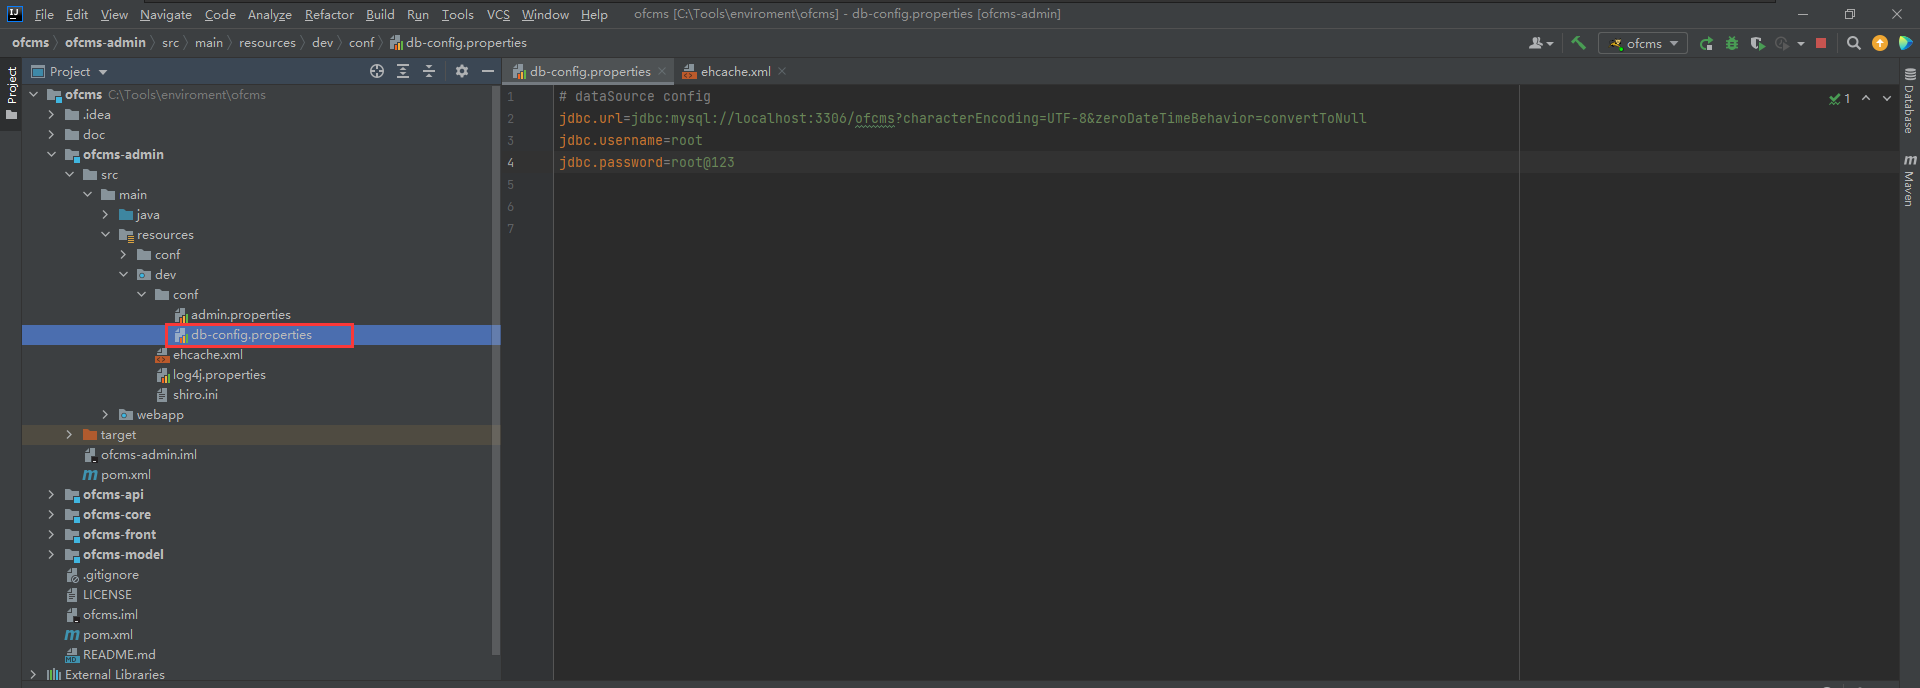 File Edit View Navigate Code Analyze Refactor Build Run Tools VCS Window Help ofcms [C:\Tools\enviroment\ofcms] - db-config.properties [ofcms-admin]
ofcms ofcms-admin src main resources dev conf db-config.properties
ofcms
Project
Project
db-config.properties
ehcache.xml
ofcms C:\Tools\enviroment\ofcms
.idea
doc
ofcms-admin
src
main
java
resources
conf
dev
conf
admin.properties
db-config.properties
ehcache.xml
log4j.properties
shiro.ini
webapp
target
ofcms-admin.iml
pom.xml
ofcms-api
ofcms-core
ofcms-front
ofcms-model
.gitignore
LICENSE
ofcms.iml
pom.xml
README.md
External Libraries
1 # dataSource config
2 jdbc.url=jdbc:mysql://localhost:3306/ofcms?characterEncoding=UTF-8&zeroDateTimeBehavior=convertToNull
3 jdbc.username=root
4 jdbc.password=root@123
5
6
7
1
Database
Maven